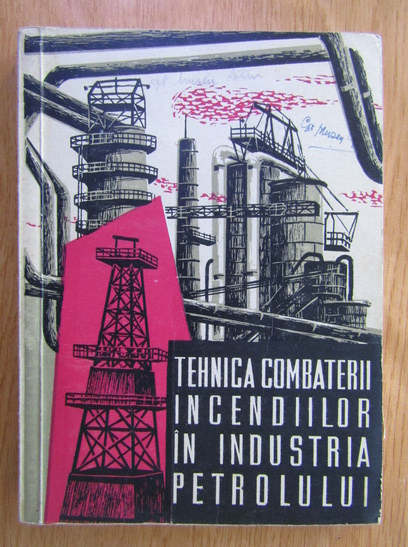 TEHNICA COMBATERII
INCENDIILOR
ÎN INDUSTRIA
PETROLULUI